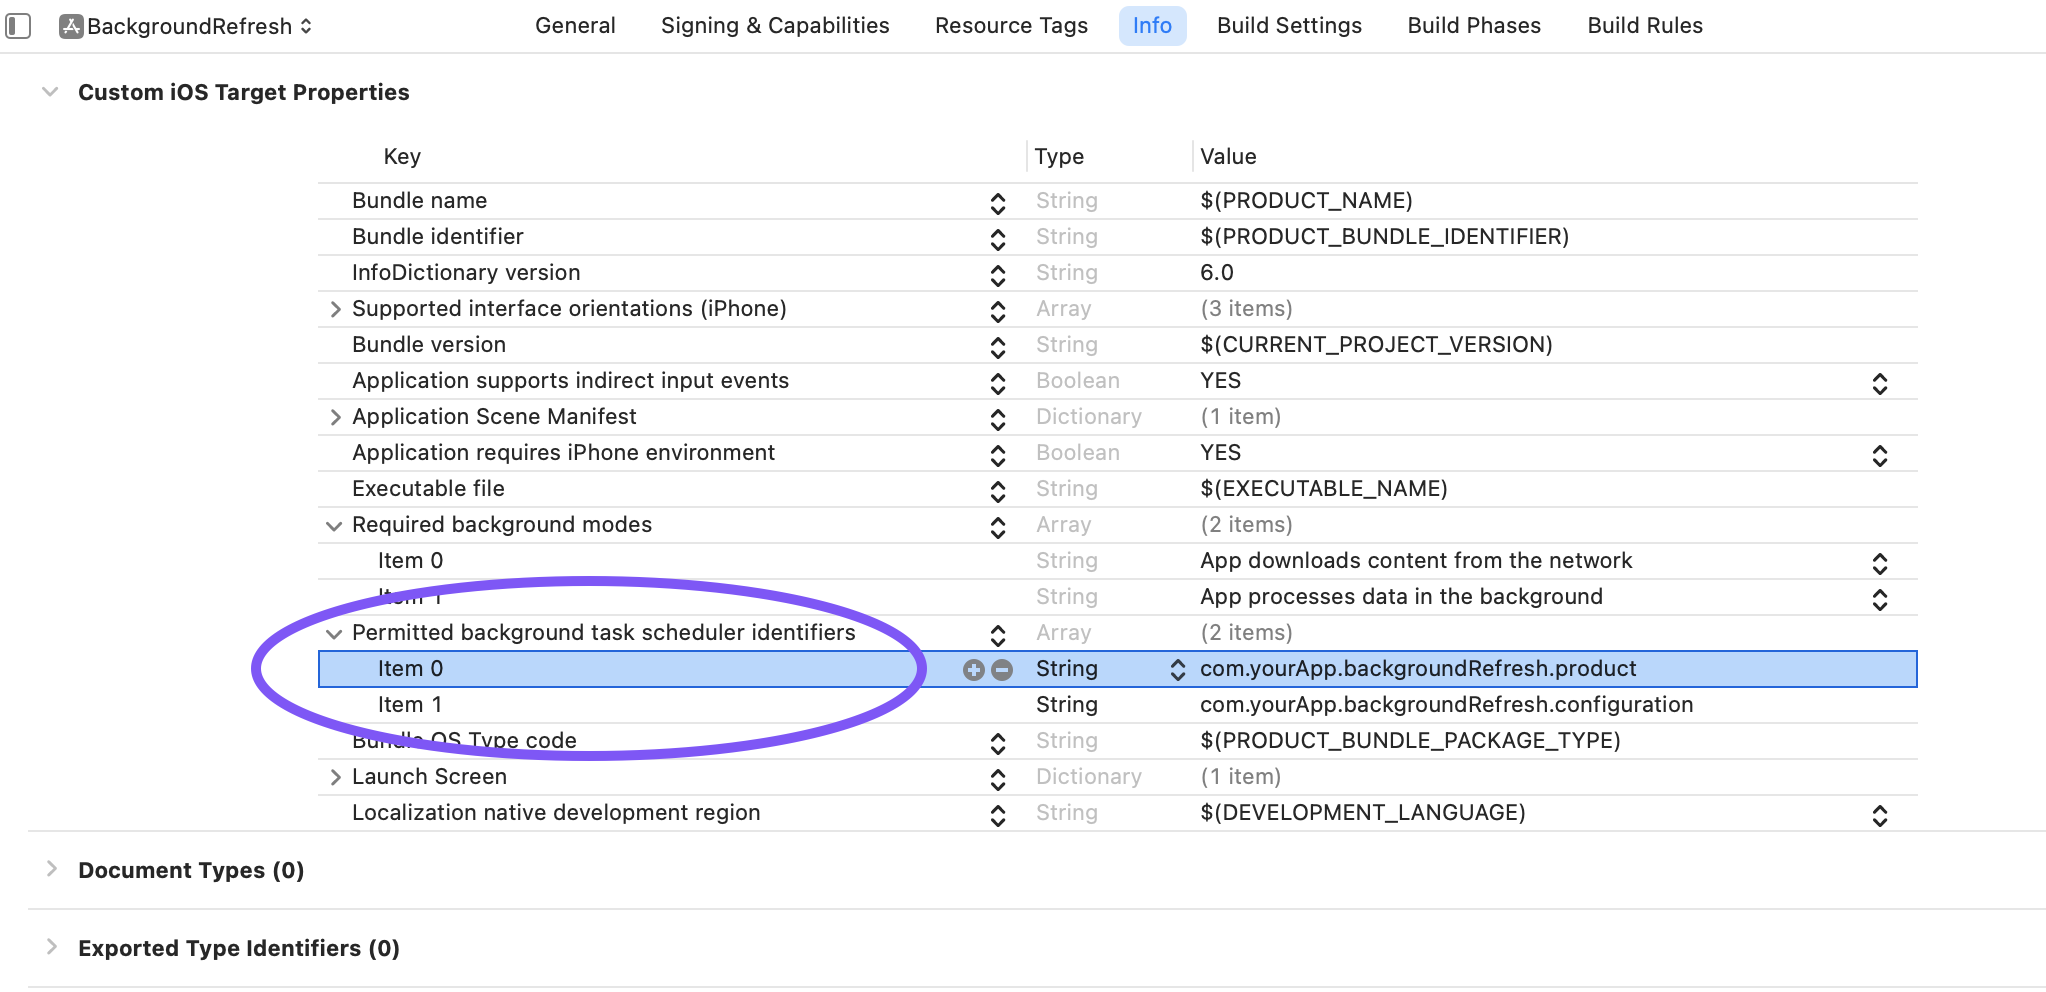 BackgroundRefresh General Signing & Capabilities Resource Tags Info Build Settings Build Phases Build Rules
Custom iOS Target Properties
Key Type Value
Bundle name String $(PRODUCT_NAME)
Bundle identifier String $(PRODUCT_BUNDLE_IDENTIFIER)
InfoDictionary version String 6.0
Supported interface orientations (iPhone) Array (3 items)
Bundle version String $(CURRENT_PROJECT_VERSION)
Application supports indirect input events Boolean YES
Application Scene Manifest Dictionary (1 item)
Application requires iPhone environment Boolean YES
Executable file String $(EXECUTABLE_NAME)
Required background modes Array (2 items)
Item 0 String App downloads content from the network
Item 1 String App processes data in the background
Permitted background task scheduler identifiers Array (2 items)
Item 0 String com.yourApp.backgroundRefresh.product
Item 1 String com.yourApp.backgroundRefresh.configuration
Bundle OS Type code String $(PRODUCT_BUNDLE_PACKAGE_TYPE)
Launch Screen Dictionary (1 item)
Localization native development region String $(DEVELOPMENT_LANGUAGE)
Document Types (0)
Exported Type Identifiers (0)